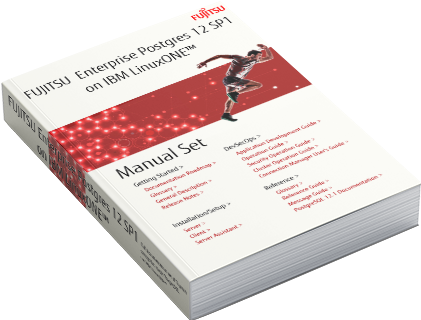 FUJITSU
FUJITSU Enterprise Postgres 12 SP1
on IBM LinuxONE™
Manual Set
Getting Started >
Documentation Roadmap >
Glossary >
General Description >
Release Notes >
Installation/Setup >
Server >
Client >
Server Assistant >
DevSecOps >
Application Development Guide >
Operation Guide >
Security Operation Guide >
Cluster Operation Guide >
Connection Manager User's Guide >
Reference >
Glossary >
Reference Guide >
Message Guide >
PostgreSQL 12.1 Documentation >
FUJITSU Enterprise Postgres 12 SP1
on IBM LinuxONE™